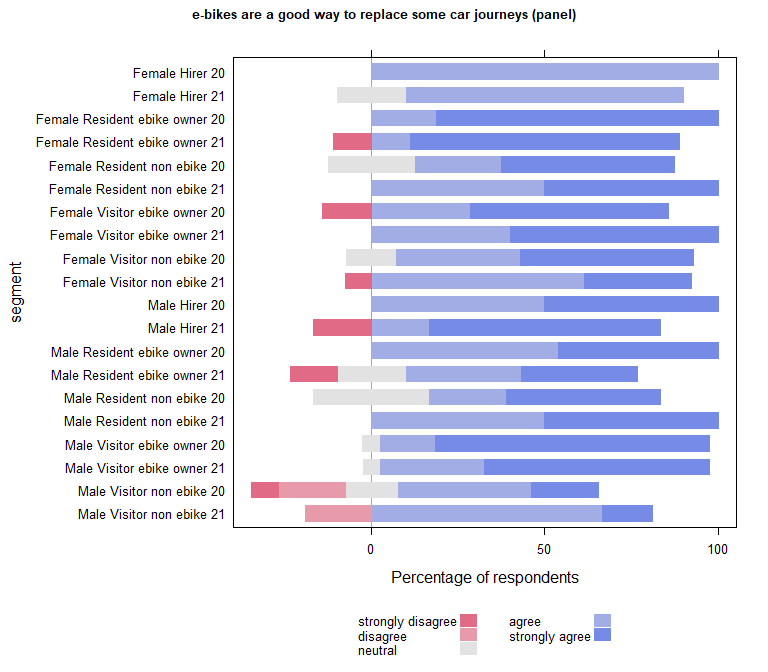 e-bikes are a good way to replace some car journeys (panel)
Female Hirer 20
Female Hirer 21
Female Resident ebike owner 20
Female Resident ebike owner 21
Female Resident non ebike 20
Female Resident non ebike 21
Female Visitor ebike owner 20
Female Visitor ebike owner 21
Female Visitor non ebike 20
Female Visitor non ebike 21
Male Hirer 20
Male Hirer 21
Male Resident ebike owner 20
Male Resident ebike owner 21
Male Resident non ebike 20
Male Resident non ebike 21
Male Visitor ebike owner 20
Male Visitor ebike owner 21
Male Visitor non ebike 20
Male Visitor non ebike 21
segment
0 50 100
Percentage of respondents
strongly disagree agree
disagree strongly agree
neutral